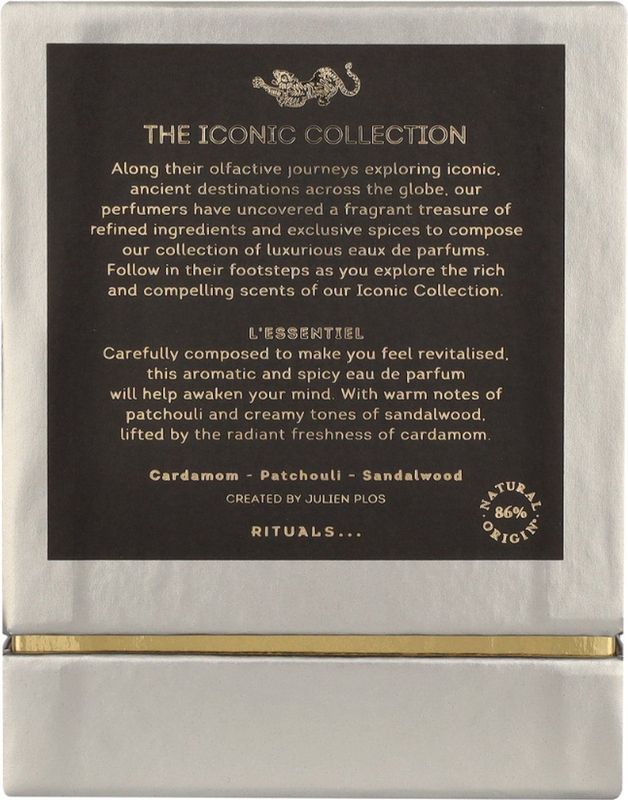 THE ICONIC COLLECTION
Along their olfactive journeys exploring iconic,
ancient destinations across the globe, our
perfumers have uncovered a fragrant treasure of
refined ingredients and exclusive spices to compose
our collection of luxurious eaux de parfums.
Follow in their footsteps as you explore the rich
and compelling scents of our Iconic Collection.
L'ESSENTIEL
Carefully composed to make you feel revitalised,
this aromatic and spicy eau de parfum
will help awaken your mind. With warm notes of
patchouli and creamy tones of sandalwood,
lifted by the radiant freshness of cardamom.
Cardamom - Patchouli - Sandalwood
CREATED BY JULIEN PLOS
RITUALS...
NATURAL
86%
ORIGIN